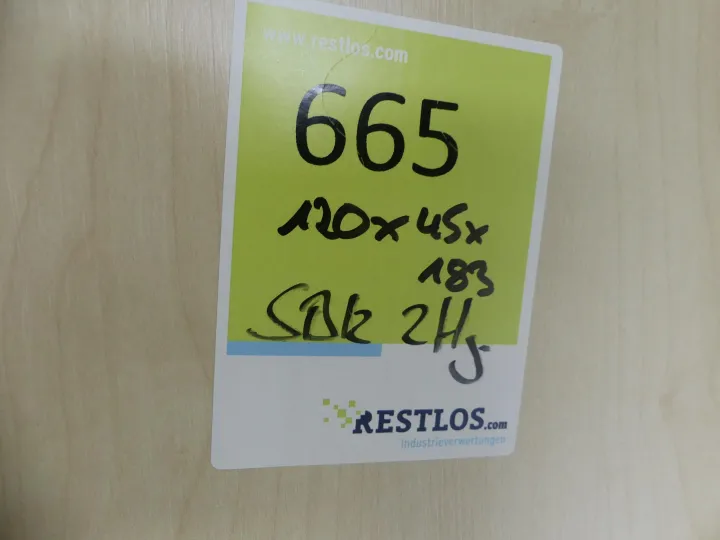 www.restlos.com
665
120x45x
183
SBK 2Hj.
RESTLOS.com
industrieverwertungen